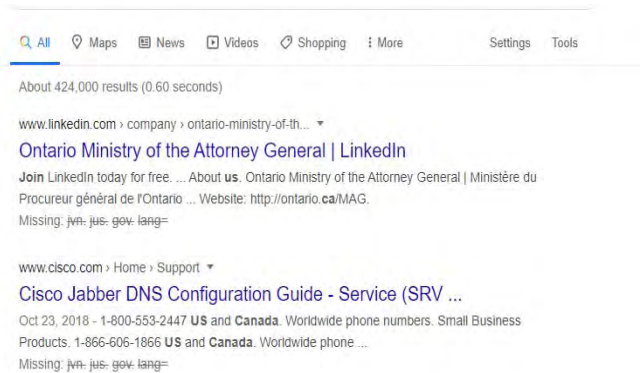 All Maps News Videos Shopping More Settings Tools
About 424,000 results (0.60 seconds)
www.linkedin.com › company › ontario-ministry-of-th...
Ontario Ministry of the Attorney General | LinkedIn
Join LinkedIn today for free. ... About us. Ontario Ministry of the Attorney General | Ministère du
Procureur général de l'Ontario ... Website: http://ontario.ca/MAG.
Missing: jvn. jus. gov. lang=
www.cisco.com › Home › Support
Cisco Jabber DNS Configuration Guide - Service (SRV ...
Oct 23, 2018 - 1-800-553-2447 US and Canada. Worldwide phone numbers. Small Business
Products. 1-866-606-1866 US and Canada. Worldwide phone ...
Missing: jvn. jus. gov. lang=